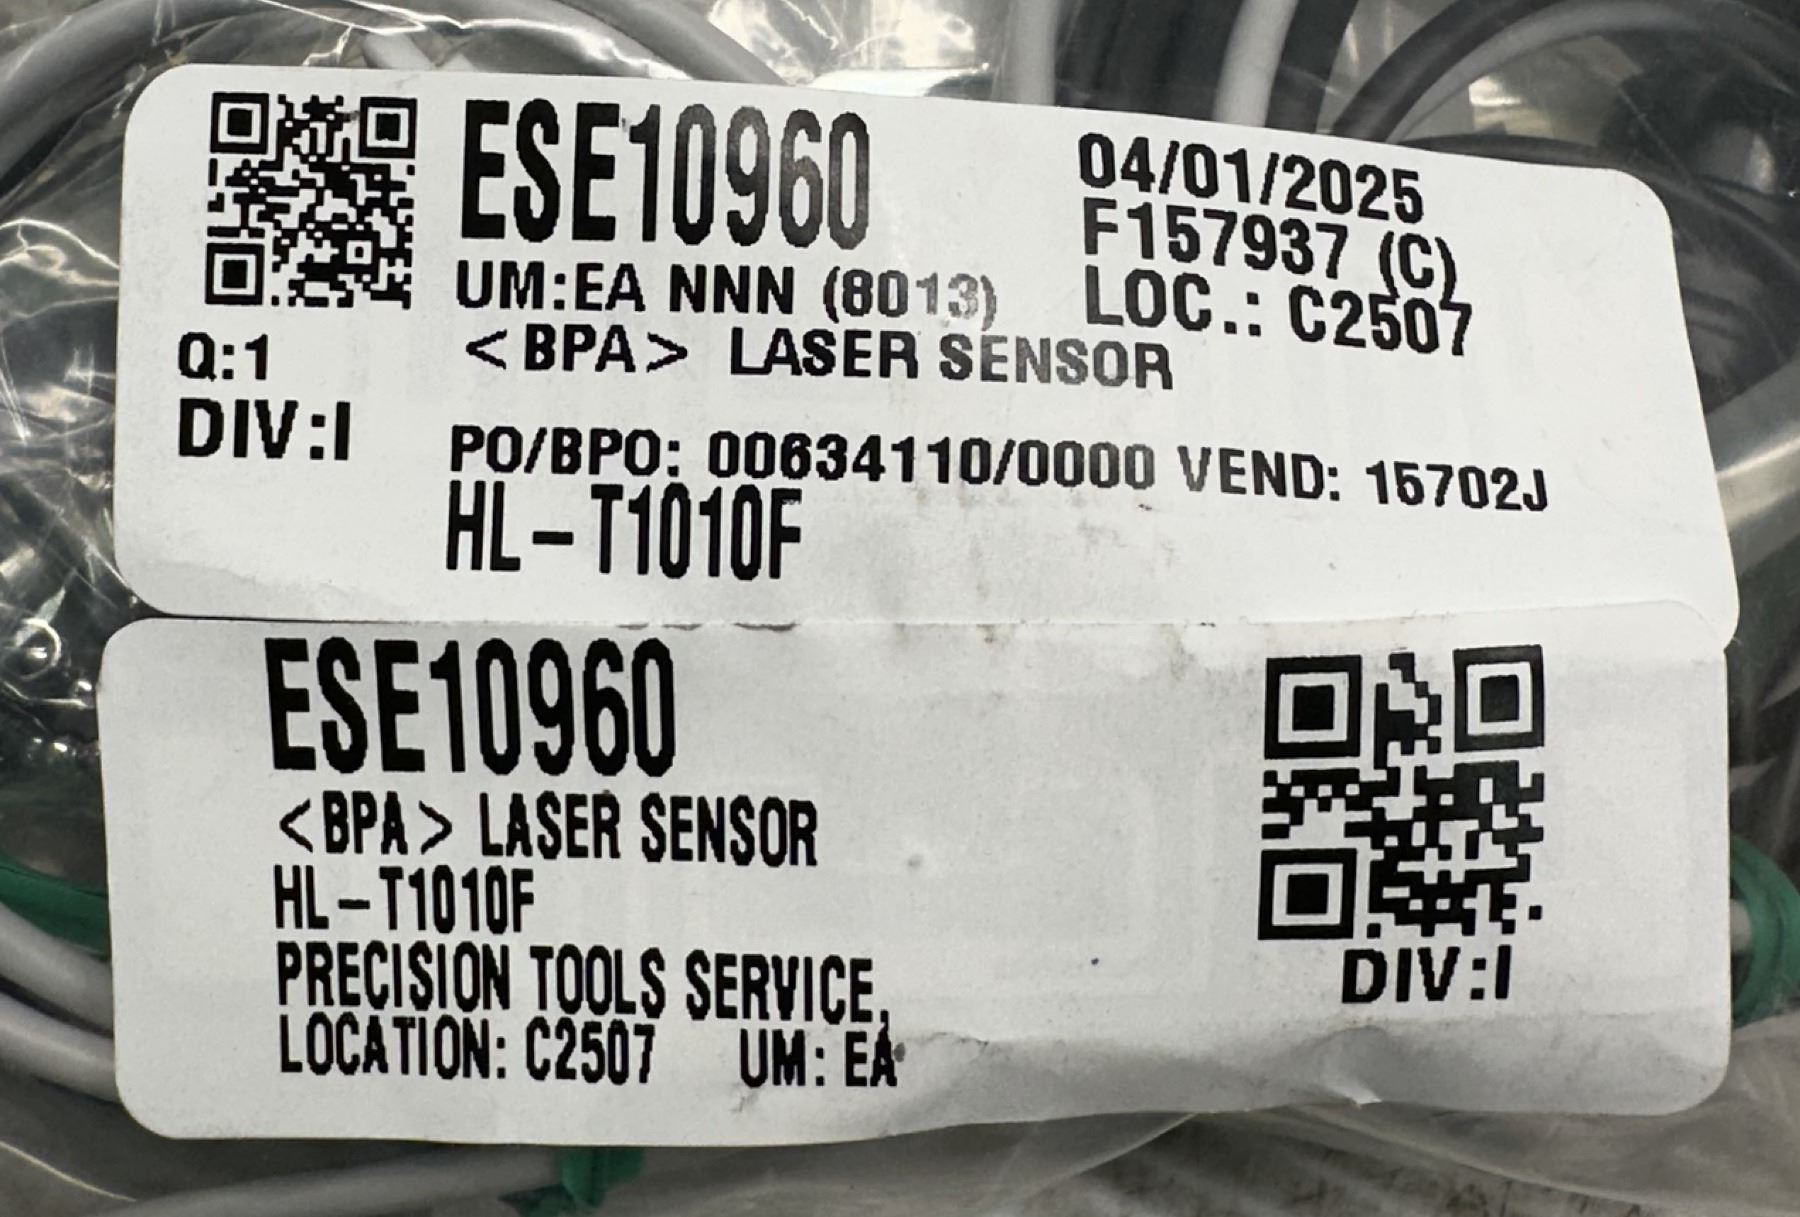 ESE10960
04/01/2025
F157937 (C)
UM:EA NNN (8013)
LOC.: C2507
Q:1
<BPA> LASER SENSOR
DIV:I
PO/BPO: 00634110/0000 VEND: 15702J
HL-T1010F
ESE10960
<BPA> LASER SENSOR
HL-T1010F
PRECISION TOOLS SERVICE,
LOCATION: C2507 UM: EA
DIV:I